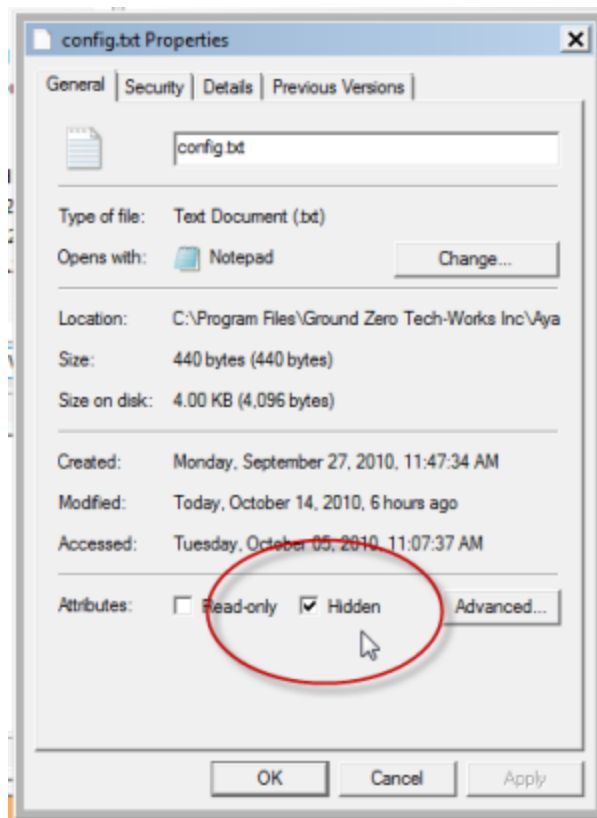 config.txt Properties
General Security Details Previous Versions
config.txt
Type of file: Text Document (.txt)
Opens with: Notepad Change...
Location: C:\Program Files\Ground Zero Tech-Works Inc\Aya
Size: 440 bytes (440 bytes)
Size on disk: 4.00 KB (4,096 bytes)
Created: Monday, September 27, 2010, 11:47:34 AM
Modified: Today, October 14, 2010, 6 hours ago
Accessed: Tuesday, October 05, 2010, 11:07:37 AM
Attributes: Read-only Hidden Advanced...
OK Cancel Apply